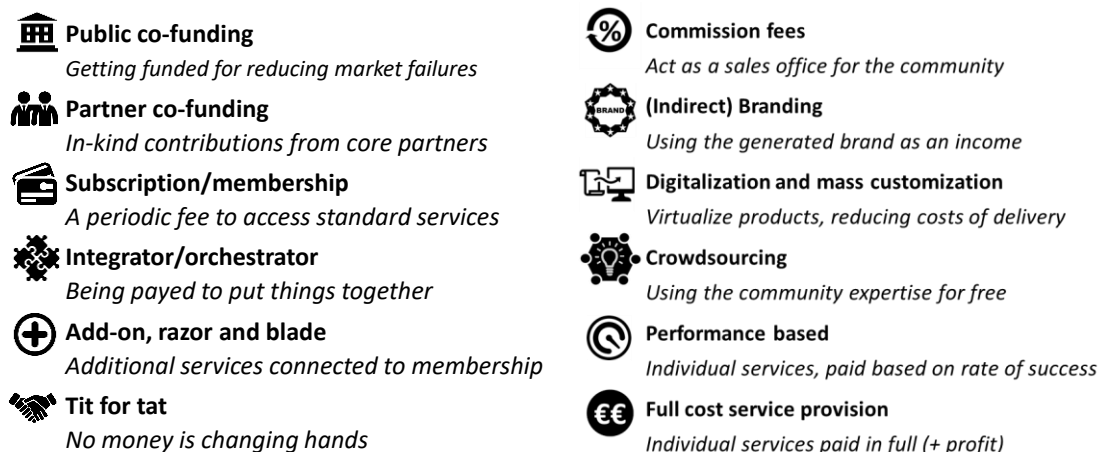 Public co-funding
Getting funded for reducing market failures
Partner co-funding
In-kind contributions from core partners
Subscription/membership
A periodic fee to access standard services
Integrator/orchestrator
Being payed to put things together
Add-on, razor and blade
Additional services connected to membership
Tit for tat
No money is changing hands
%
Commission fees
Act as a sales office for the community
BRAND
(Indirect) Branding
Using the generated brand as an income
Digitalization and mass customization
Virtualize products, reducing costs of delivery
Crowdsourcing
Using the community expertise for free
Performance based
Individual services, paid based on rate of success
€€
Full cost service provision
Individual services paid in full (+ profit)